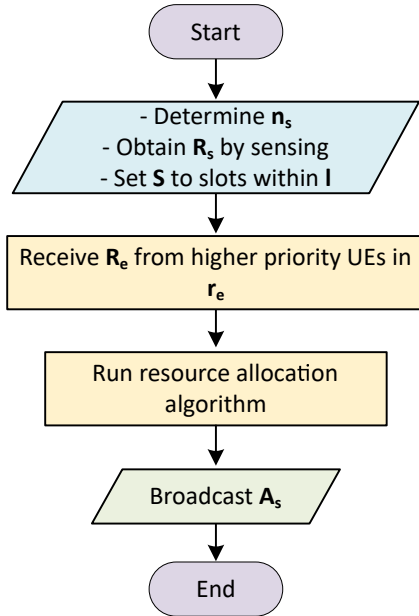 Start
- Determine nₛ
- Obtain Rₛ by sensing
- Set S to slots within l
Receive Rₑ from higher priority UEs in
rₑ
Run resource allocation
algorithm
Broadcast Aₛ
End